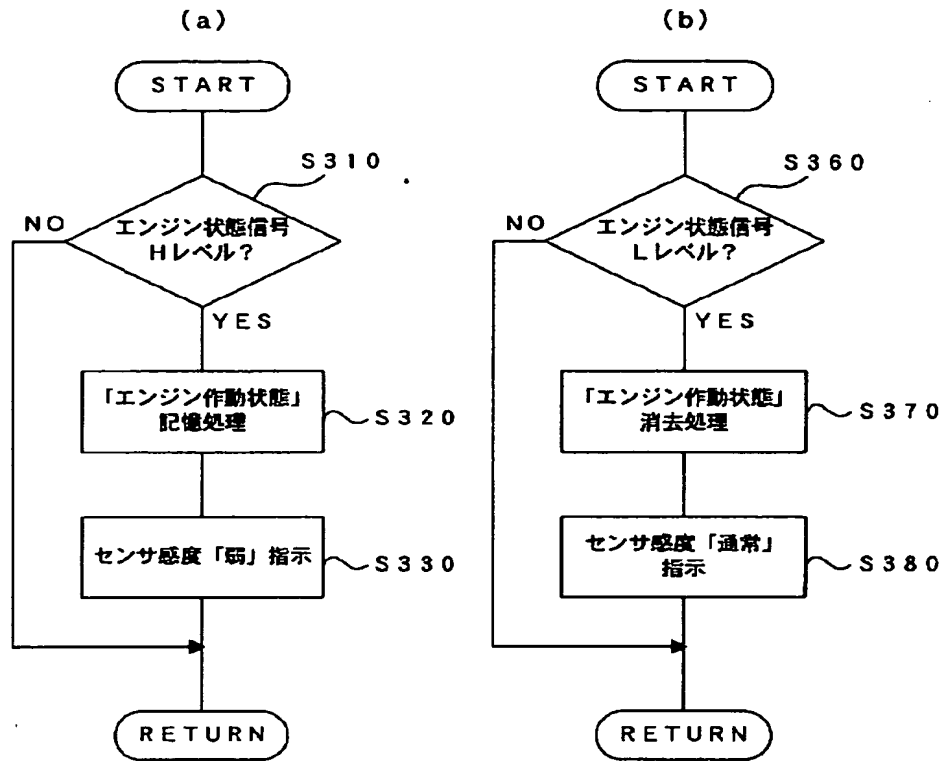 (a)
START
S310
NO
エンジン状態信号
Hレベル?
YES
「エンジン作動状態」
記憶処理
S320
センサ感度「弱」指示
S330
RETURN
(b)
START
S360
NO
エンジン状態信号
Lレベル?
YES
「エンジン作動状態」
消去処理
S370
センサ感度「通常」
指示
S380
RETURN